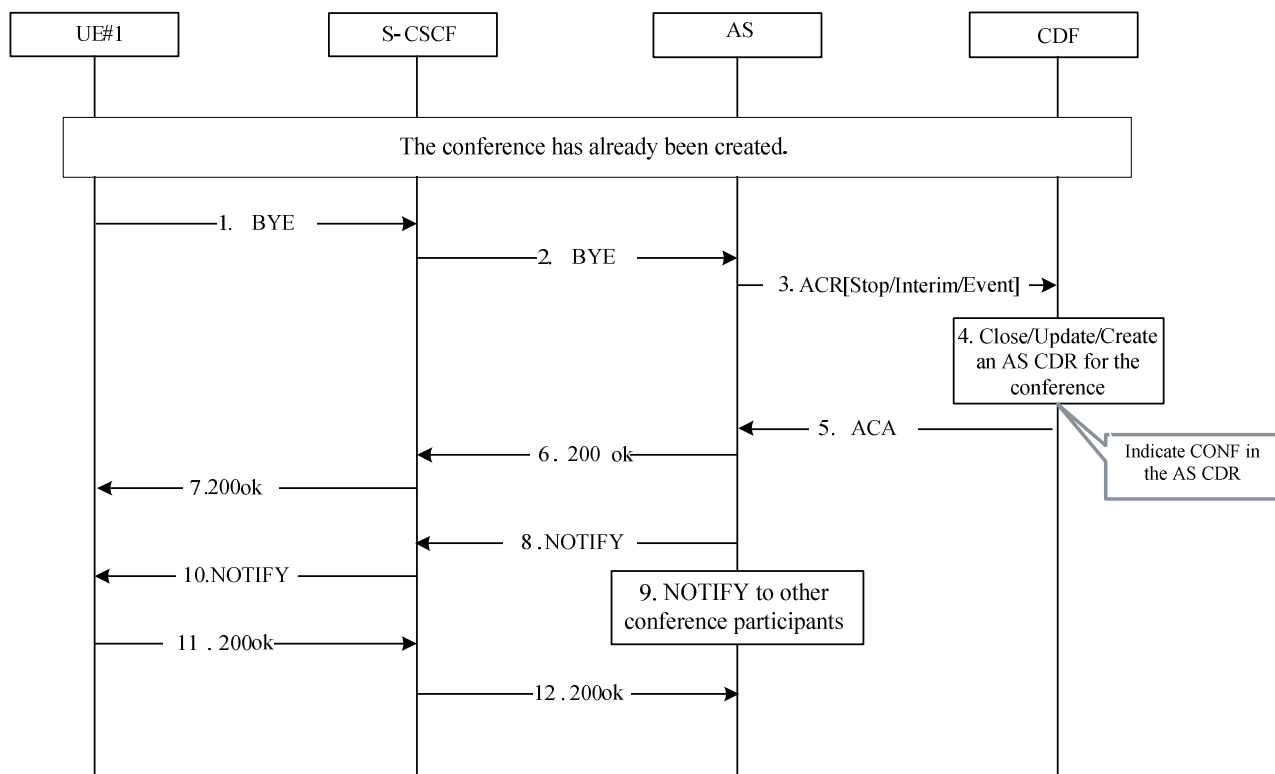 UE#1
S-CSCF
AS
CDF
The conference has already been created.
1. BYE
2. BYE
3. ACR[Stop/Interim/Event]
4. Close/Update/Create
an AS CDR for the
conference
5. ACA
Indicate CONF in
the AS CDR
6 . 200 ok
7.200ok
8 .NOTIFY
10.NOTIFY
9. NOTIFY to other
conference participants
11 . 200ok
12 . 200ok